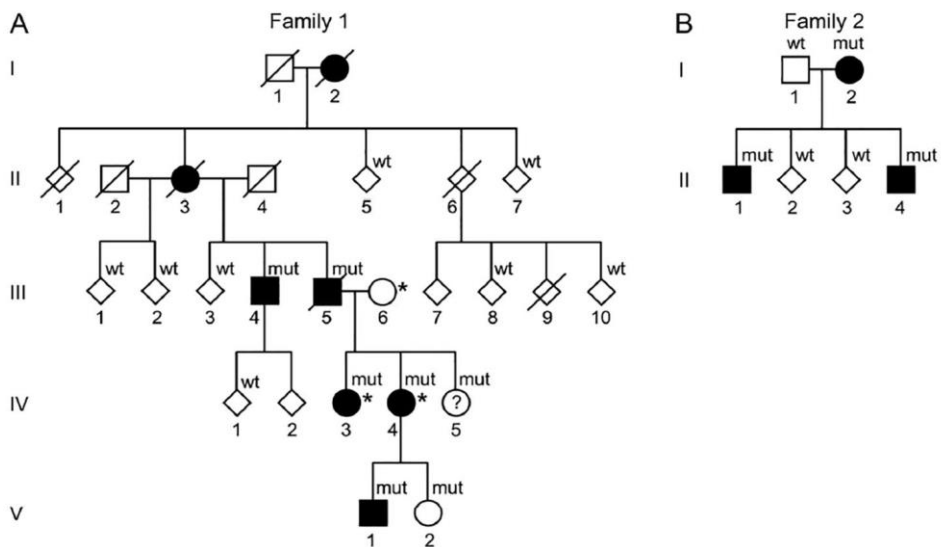 A Family 1
B Family 2
I
1 2
wt mut
I
1 2
II
wt wt
1 2 3 4 5 6 7
II
mut wt wt mut
1 2 3 4
III
wt wt wt mut mut * wt wt
1 2 3 4 5 6 7 8 9 10
IV
wt mut * mut * mut
?
1 2 3 4 5
V
mut mut
1 2